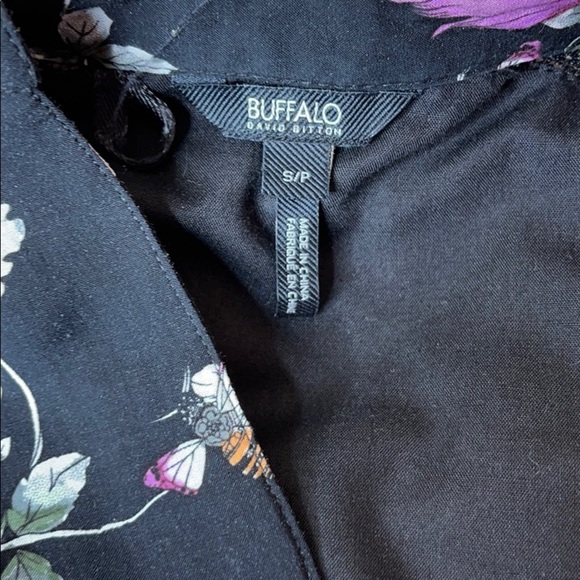 BUFFALO
DAVID BITTON
S/P
MADE IN CHINA
FABRIQUÉ EN CHINE